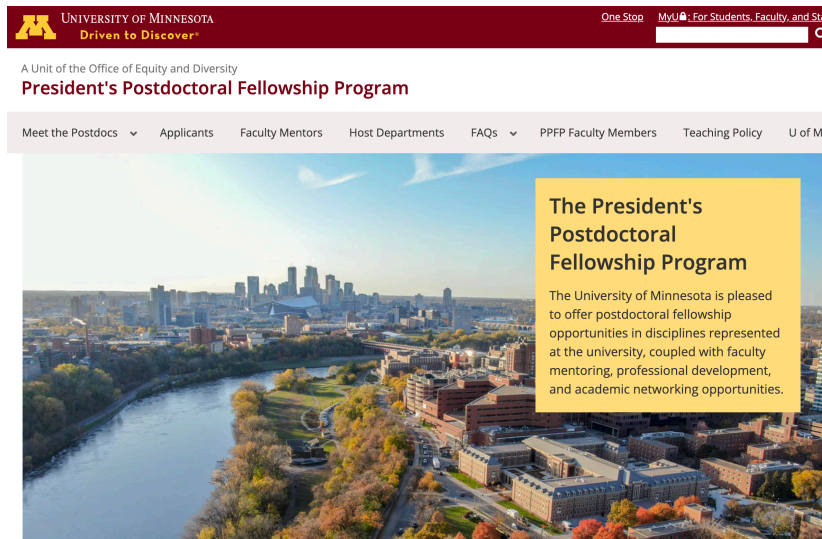 UNIVERSITY OF MINNESOTA
Driven to Discover®
One Stop
MyU: For Students, Faculty, and
A Unit of the Office of Equity and Diversity
President's Postdoctoral Fellowship Program
Meet the Postdocs
Applicants
Faculty Mentors
Host Departments
FAQs
PPFP Faculty Members
Teaching Policy
U of M
The President's
Postdoctoral
Fellowship Program
The University of Minnesota is pleased
to offer postdoctoral fellowship
opportunities in disciplines represented
at the university, coupled with faculty
mentoring, professional development,
and academic networking opportunities.